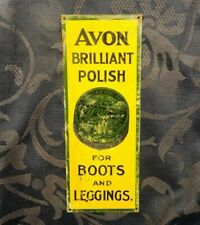 AVON
BRILLIANT
POLISH
FOR
BOOTS
AND
LEGGINGS.